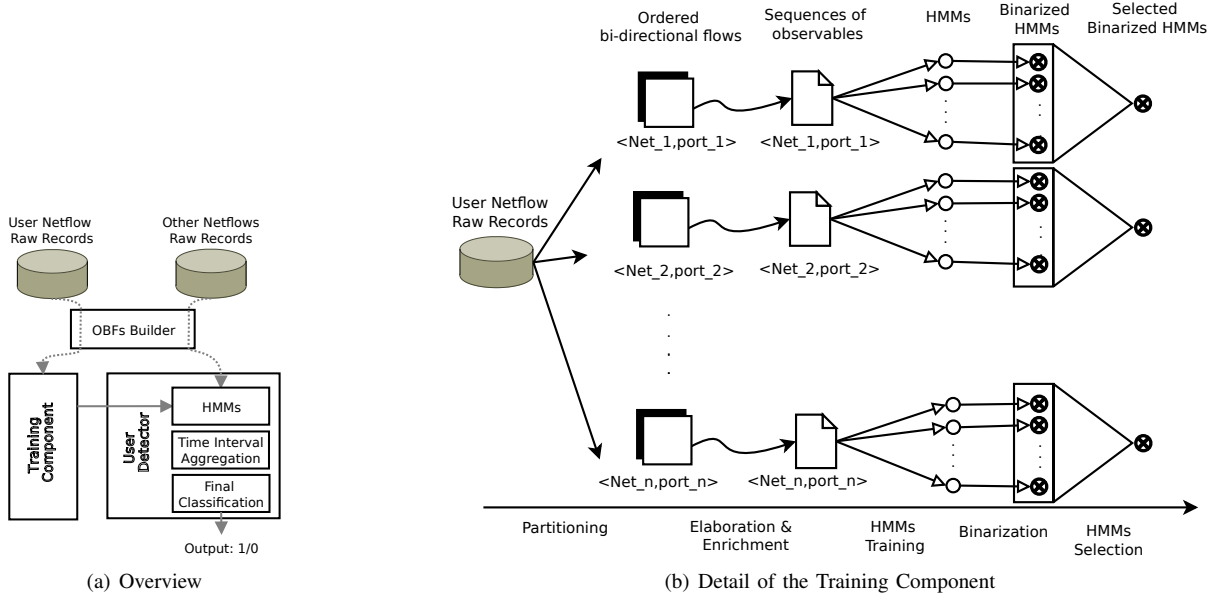 User Netflow
Raw Records
Other Netflows
Raw Records
OBFs Builder
Training
Component
User
Detector
HMMs
Time Interval
Aggregation
Final
Classification
Output: 1/0
(a) Overview
Ordered
bi-directional flows
Sequences of
observables
HMMs
Binarized
HMMs
Selected
Binarized HMMs
<Net_1,port_1>
<Net_1,port_1>
User Netflow
Raw Records
<Net_2,port_2>
<Net_2,port_2>
<Net_n,port_n>
<Net_n,port_n>
Partitioning
Elaboration &
Enrichment
HMMs
Training
Binarization
HMMs
Selection
(b) Detail of the Training Component